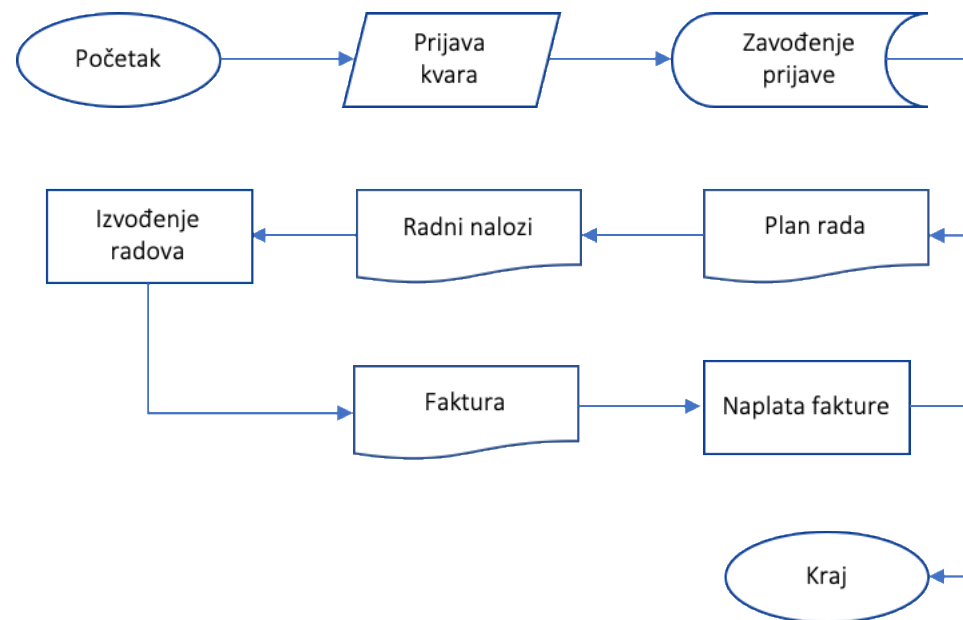 Početak
Prijava
kvara
Zavođenje
prijave
Izvođenje
radova
Radni nalozi
Plan rada
Faktura
Naplata fakture
Kraj